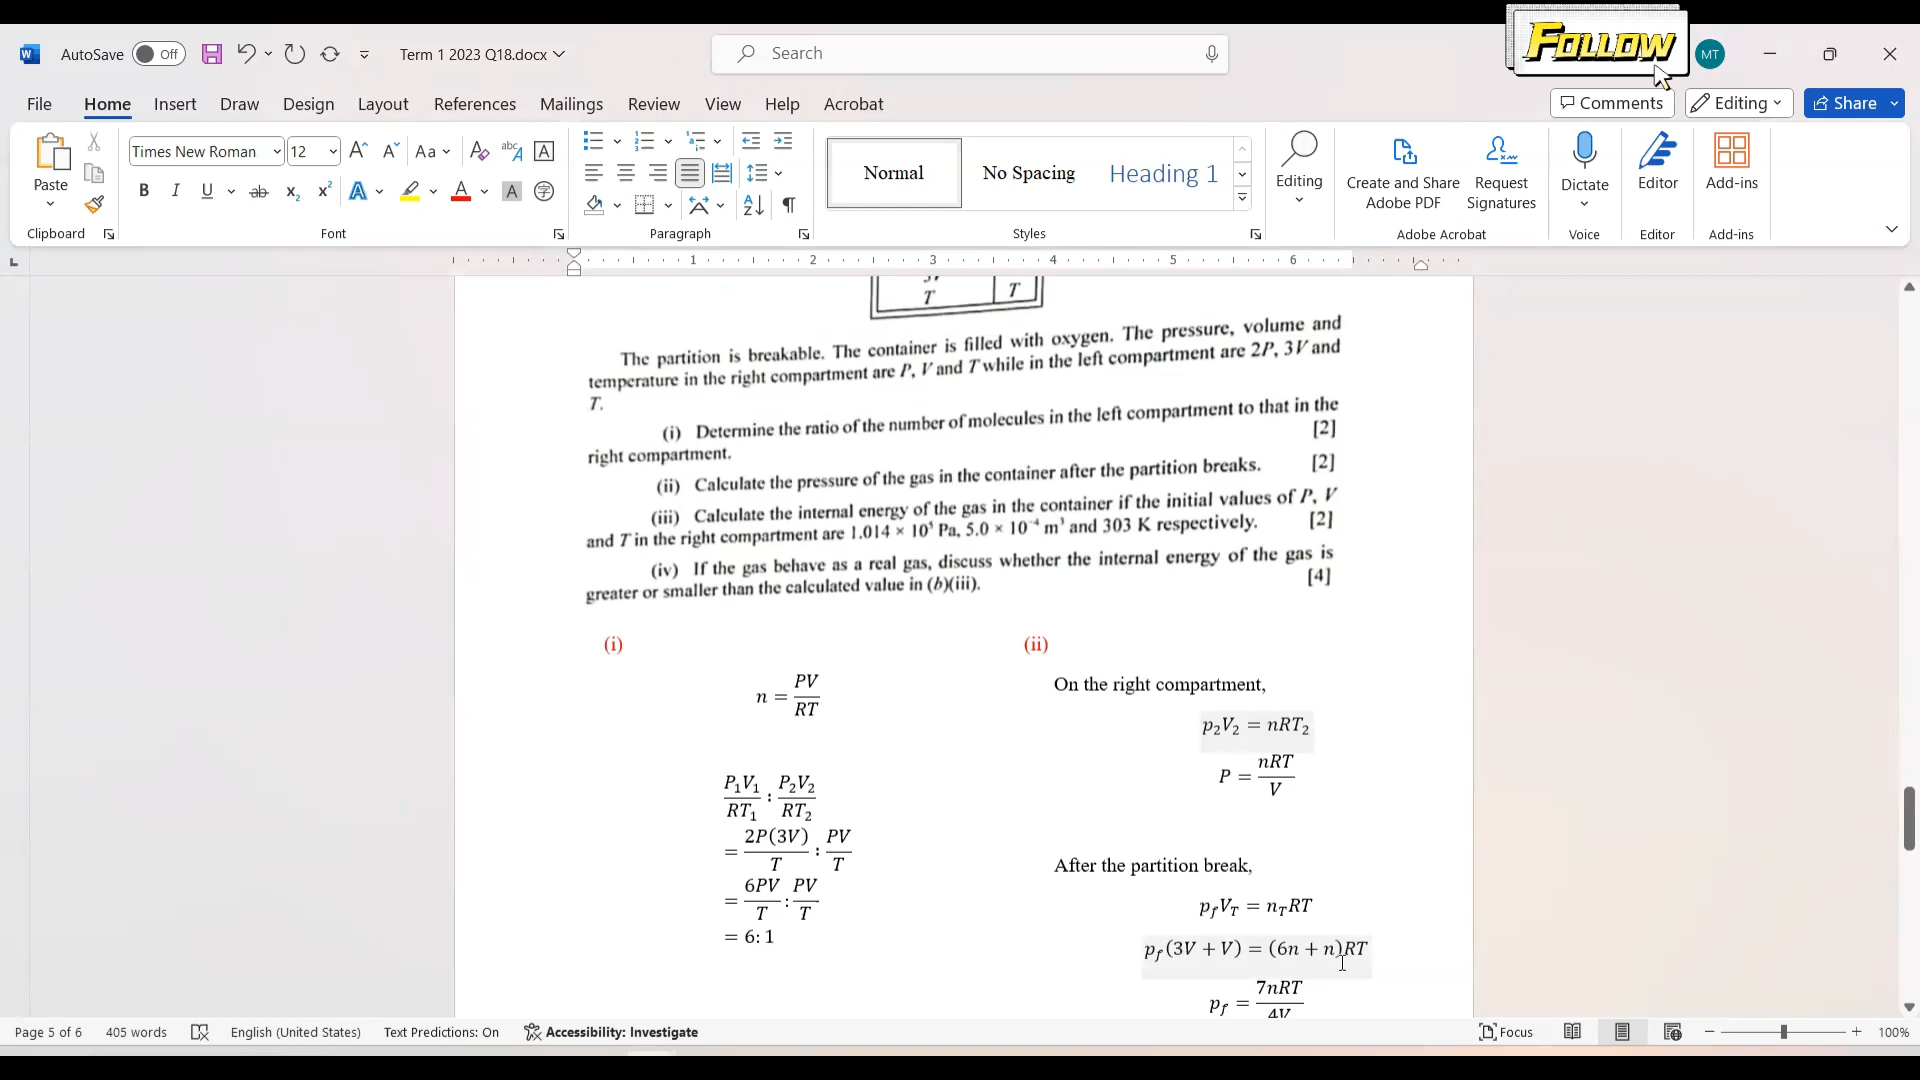 FOLLOW
AutoSave Off
Term 1 2023 Q18.docx
Search
MT
File Home Insert Draw Design Layout References Mailings Review View Help Acrobat
Comments Editing Share
Paste
Times New Roman 12
Normal No Spacing Heading 1
Editing
Create and Share Adobe PDF
Request Signatures
Dictate
Editor
Add-ins
Clipboard Font Paragraph Styles Adobe Acrobat Voice Editor Add-ins
1 2 3 4 5 6
T T
The partition is breakable. The container is filled with oxygen. The pressure, volume and
temperature in the right compartment are P, V and T while in the left compartment are 2P, 3V and
T.
(i) Determine the ratio of the number of molecules in the left compartment to that in the
right compartment. [2]
(ii) Calculate the pressure of the gas in the container after the partition breaks. [2]
(iii) Calculate the internal energy of the gas in the container if the initial values of P, V
and T in the right compartment are 1.014 × 10⁵ Pa, 5.0 × 10⁻⁴ m³ and 303 K respectively. [2]
(iv) If the gas behave as a real gas, discuss whether the internal energy of the gas is
greater or smaller than the calculated value in (b)(iii). [4]
(i)
n = PV/RT
P₁V₁/RT₁ : P₂V₂/RT₂
= 2P(3V)/T : PV/T
= 6PV/T : PV/T
= 6:1
(ii)
On the right compartment,
p₂V₂ = nRT₂
P = nRT/V
After the partition break,
p_f V_T = n_T RT
p_f(3V + V) = (6n + n)RT
p_f = 7nRT/4V
Page 5 of 6 405 words English (United States) Text Predictions: On Accessibility: Investigate Focus 100%